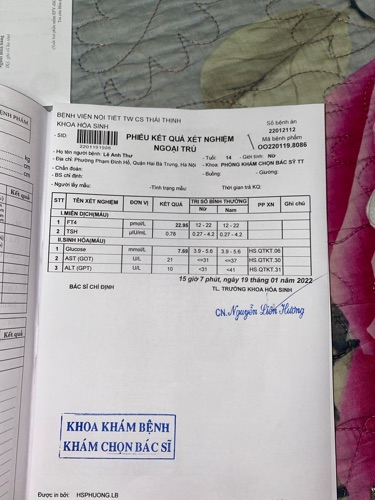 BỆNH VIỆN NỘI TIẾT TW CS THÁI THỊNH
KHOA HÓA SINH
Số bệnh án
22012112
- SID:
PHIẾU KẾT QUẢ XÉT NGHIỆM
NGOẠI TRÚ
Mã bệnh phẩm
OO220119.8086
- Họ tên người bệnh: Lê Anh Thư - Tuổi: 14 - Giới tính: Nữ
- Địa chỉ: Phường Phạm Đình Hổ, Quận Hai Bà Trưng, Hà Nội - Khoa: PHÒNG KHÁM CHỌN BÁC SỸ TT
- Chẩn đoán: - Buồng: - Giường:
- BS chỉ định:
Người lấy mẫu: -Tình trạng mẫu: Thời gian trả KQ:
STT TÊN XÉT NGHIỆM ĐƠN VỊ KẾT QUẢ TRỊ SỐ BÌNH THƯỜNG PP XN Ghi chú
Nữ Nam
I.MIỄN DỊCH(MÁU)
1 FT4 pmol/L 22.95 12 - 22 12 - 22
2 TSH µIU/mL 0.78 0.27 - 4.2 0.27 - 4.2
II.SINH HÓA(MÁU)
1 Glucose mmol/L 7.69 3.9 - 5.6 3.9 - 5.6 HS.QTKT.06
2 AST (GOT) U/L 21 <=31 <=37 HS.QTKT.30
3 ALT (GPT) U/L 10 <31 <41 HS.QTKT.31
15 giờ 7 phút, ngày 19 tháng 01 năm 2022
BÁC SĨ CHỈ ĐỊNH TL. TRƯỞNG KHOA HÓA SINH
CN. Nguyễn Liên Hương
KHOA KHÁM BỆNH
KHÁM CHỌN BÁC SĨ
Được in bởi: HSPHUONG.LB
Kết quả
kg
cm
Kết quả